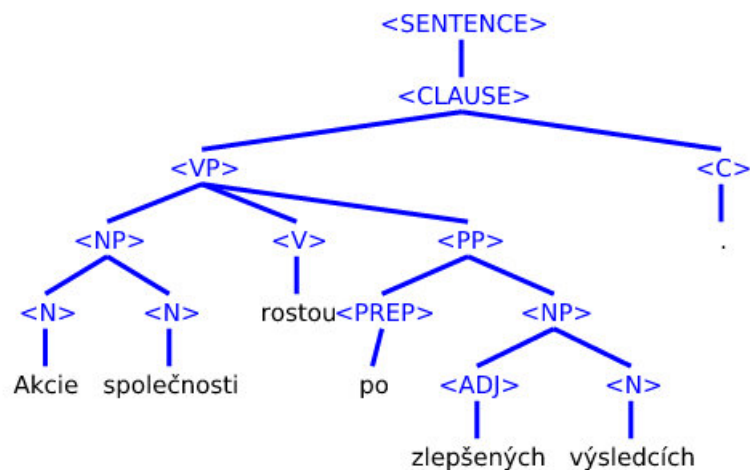 <SENTENCE>
<CLAUSE>
<VP> <C>
<NP> <V> <PP> .
<N> <N> rostou <PREP> <NP>
Akcie společnosti po <ADJ> <N>
zlepšených výsledcích